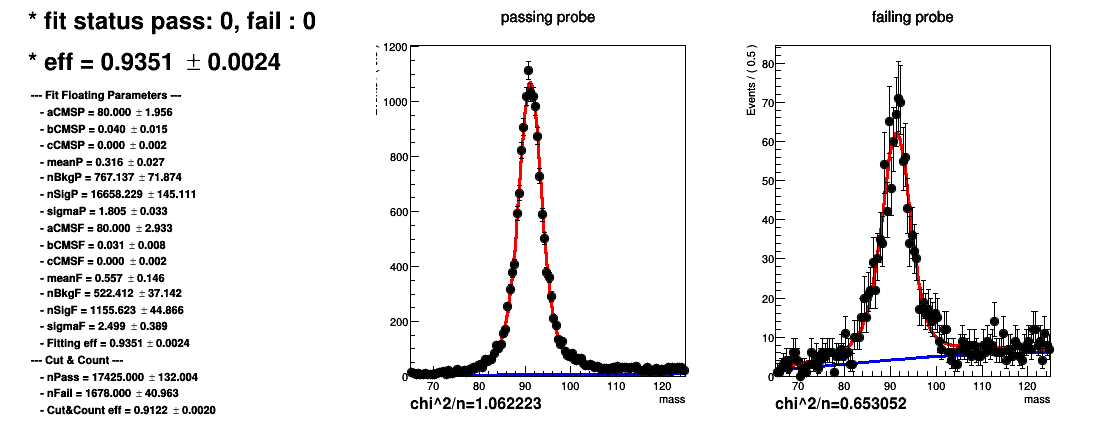 * fit status pass: 0, fail : 0
* eff = 0.9351 ± 0.0024
--- Fit Floating Parameters ---
- aCMSP = 80.000 ± 1.956
- bCMSP = 0.040 ± 0.015
- cCMSP = 0.000 ± 0.002
- meanP = 0.316 ± 0.027
- nBkgP = 767.137 ± 71.874
- nSigP = 16658.229 ± 145.111
- sigmaP = 1.805 ± 0.033
- aCMSF = 80.000 ± 2.933
- bCMSF = 0.031 ± 0.008
- cCMSF = 0.000 ± 0.002
- meanF = 0.557 ± 0.146
- nBkgF = 522.412 ± 37.142
- nSigF = 1155.623 ± 44.866
- sigmaF = 2.499 ± 0.389
- Fitting eff = 0.9351 ± 0.0024
--- Cut & Count ---
- nPass = 17425.000 ± 132.004
- nFail = 1678.000 ± 40.963
- Cut&Count eff = 0.9122 ± 0.0020
passing probe
1200
1000
800
600
400
200
0
70 80 90 100 110 120
mass
chi^2/n=1.062223
failing probe
Events / ( 0.5 )
80
70
60
50
40
30
20
10
0
70 80 90 100 110 120
mass
chi^2/n=0.653052